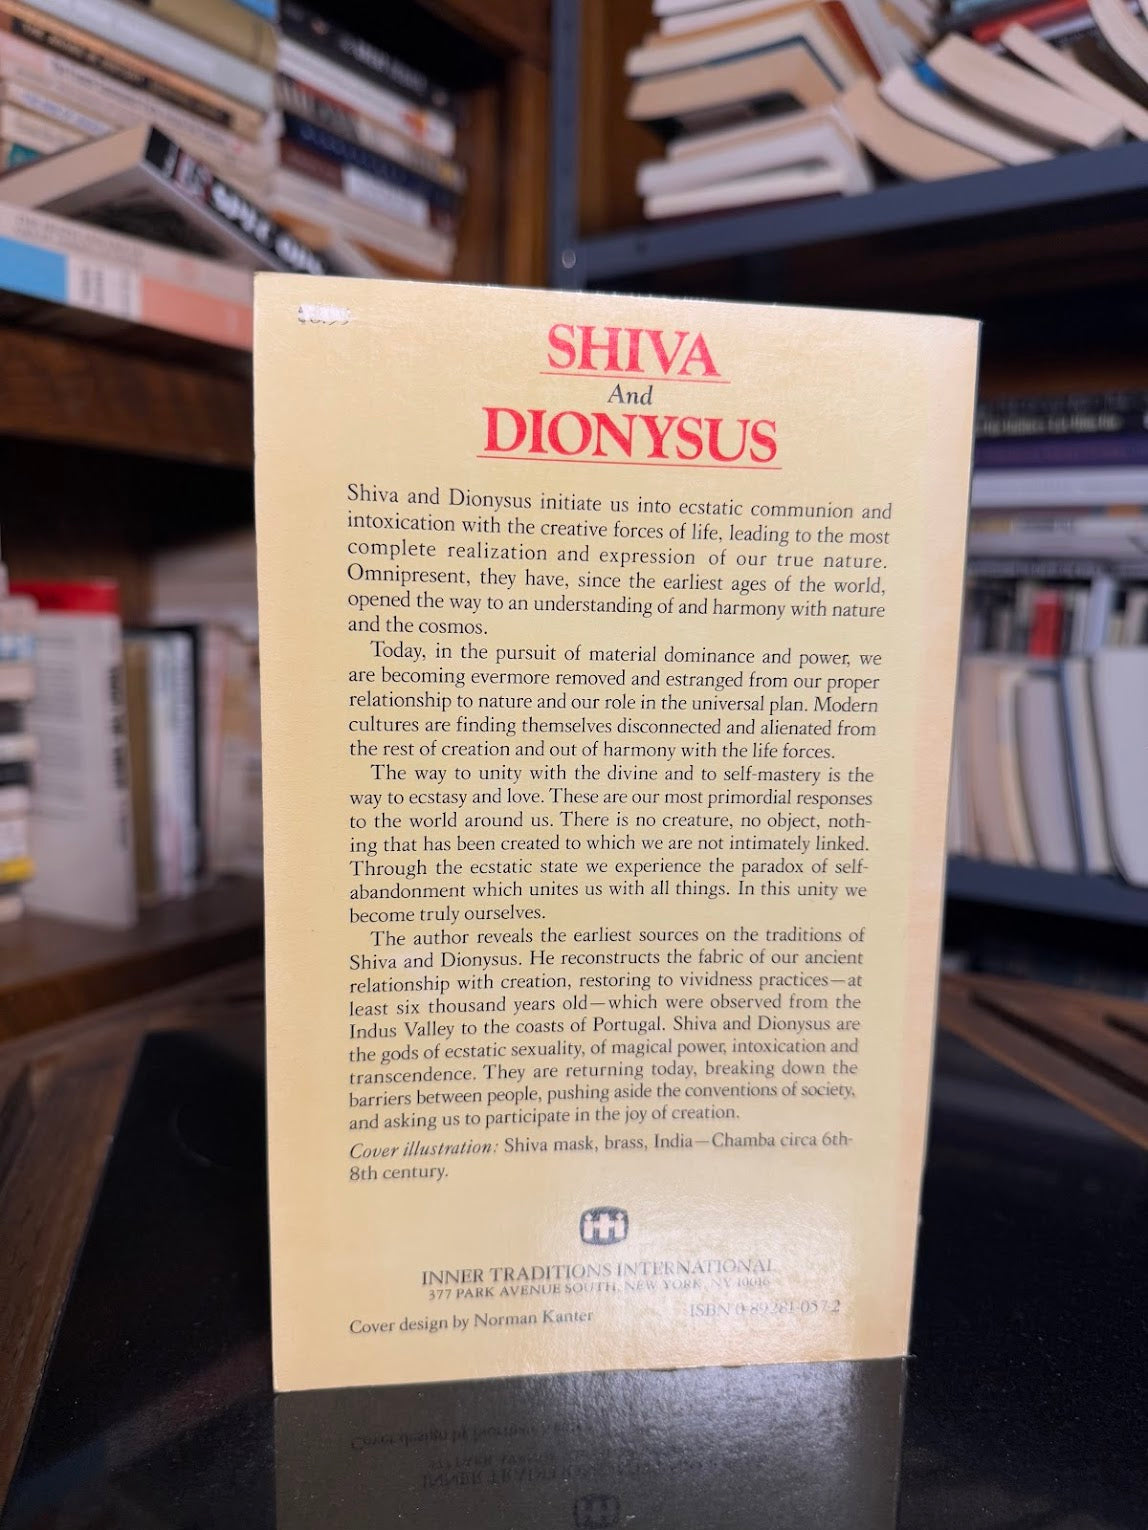 SHIVA
And
DIONYSUS
Shiva and Dionysus initiate us into ecstatic communion and
intoxication with the creative forces of life, leading to the most
complete realization and expression of our true nature.
Omnipresent, they have, since the earliest ages of the world,
opened the way to an understanding of and harmony with nature
and the cosmos.
Today, in the pursuit of material dominance and power, we
are becoming evermore removed and estranged from our proper
relationship to nature and our role in the universal plan. Modern
cultures are finding themselves disconnected and alienated from
the rest of creation and out of harmony with the life forces.
The way to unity with the divine and to self-mastery is the
way to ecstasy and love. These are our most primordial responses
to the world around us. There is no creature, no object, noth-
ing that has been created to which we are not intimately linked.
Through the ecstatic state we experience the paradox of self-
abandonment which unites us with all things. In this unity we
become truly ourselves.
The author reveals the earliest sources on the traditions of
Shiva and Dionysus. He reconstructs the fabric of our ancient
relationship with creation, restoring to vividness practices—at
least six thousand years old—which were observed from the
Indus Valley to the coasts of Portugal. Shiva and Dionysus are
the gods of ecstatic sexuality, of magical power, intoxication and
transcendence. They are returning today, breaking down the
barriers between people, pushing aside the conventions of society,
and asking us to participate in the joy of creation.
Cover illustration: Shiva mask, brass, India—Chamba circa 6th-
8th century.
iti
INNER TRADITIONS INTERNATIONAL
377 PARK AVENUE SOUTH, NEW YORK, NY 10016
Cover design by Norman Kanter
ISBN 0-89281-057-2